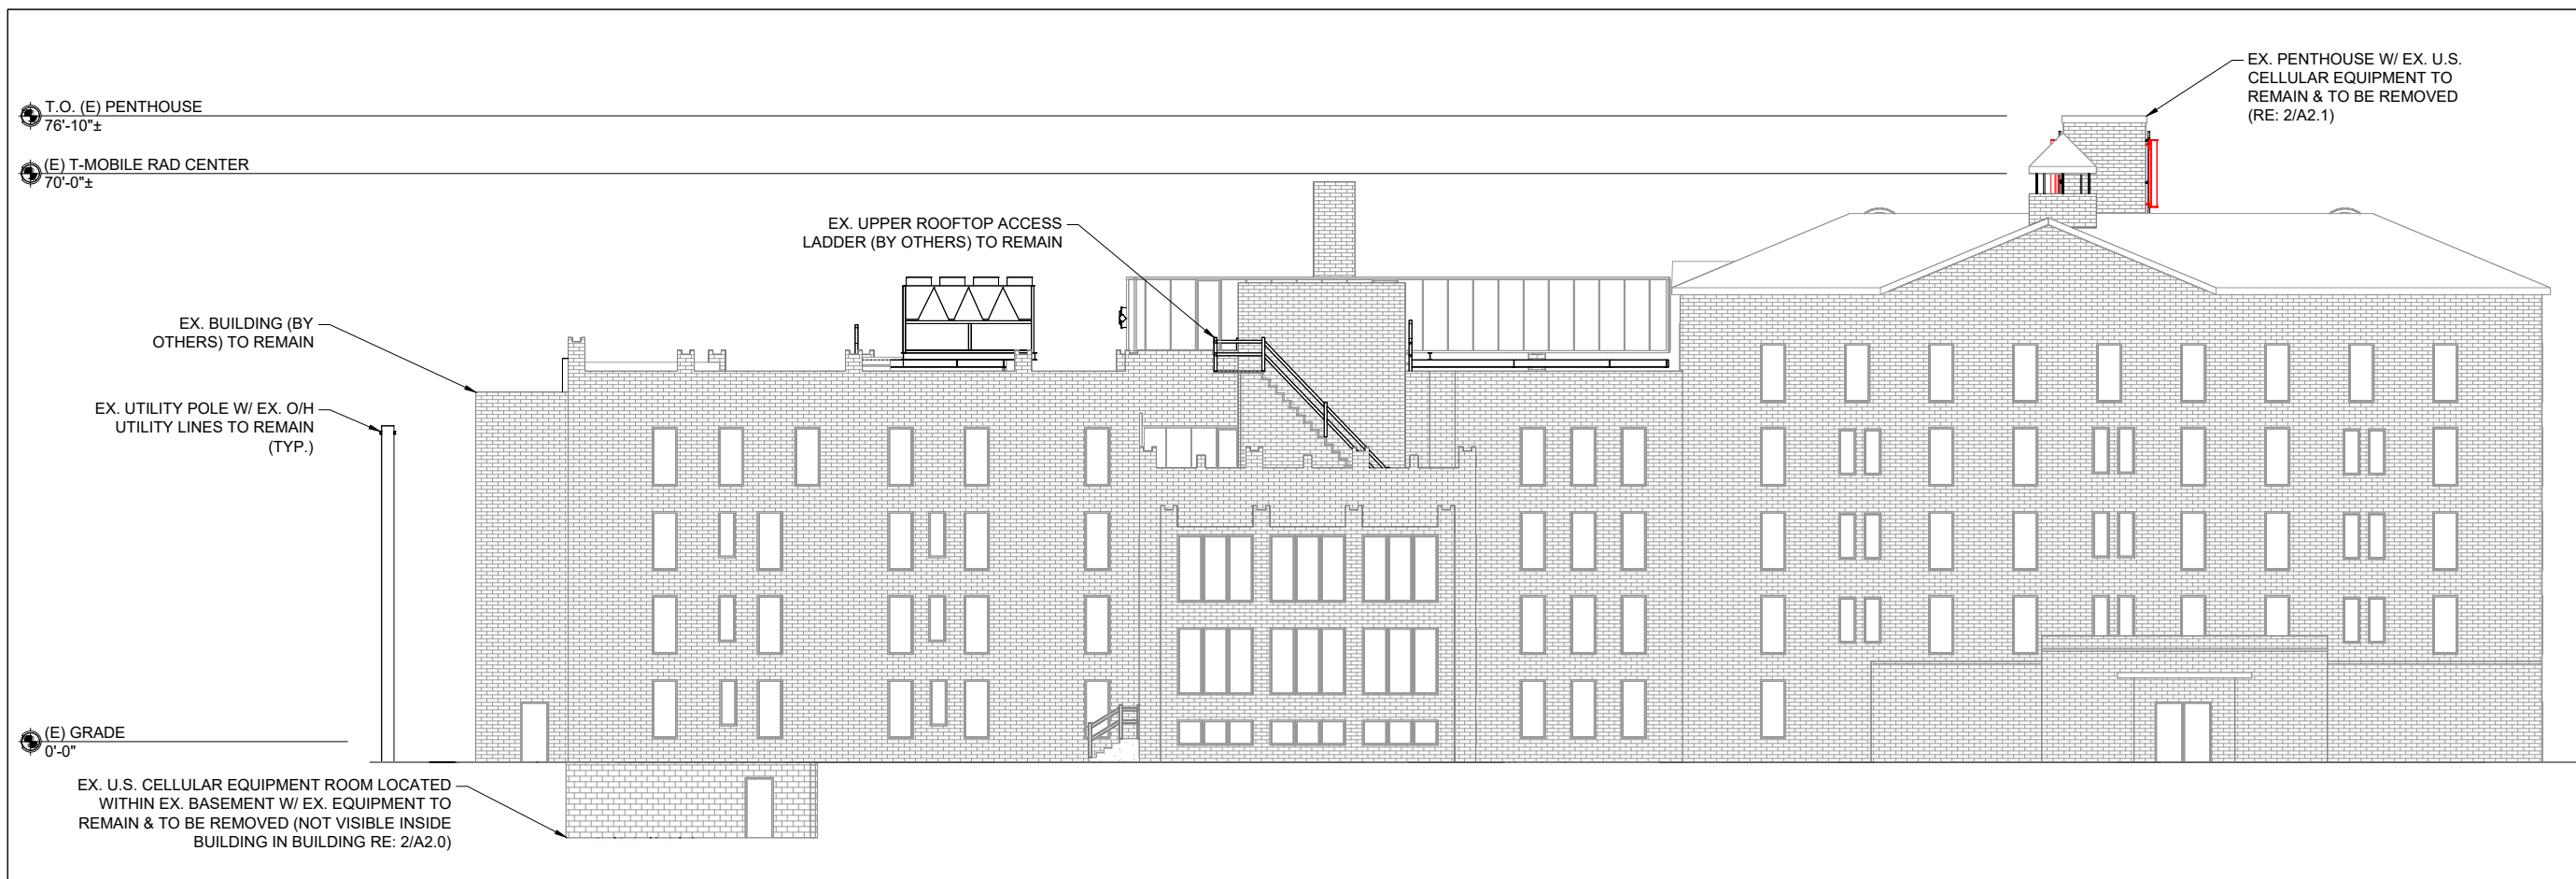 EX. PENTHOUSE W/ EX. U.S.
CELLULAR EQUIPMENT TO
REMAIN & TO BE REMOVED
(RE: 2/A2.1)
T.O. (E) PENTHOUSE
76'-10"±
(E) T-MOBILE RAD CENTER
70'-0"±
EX. UPPER ROOFTOP ACCESS
LADDER (BY OTHERS) TO REMAIN
EX. BUILDING (BY
OTHERS) TO REMAIN
EX. UTILITY POLE W/ EX. O/H
UTILITY LINES TO REMAIN
(TYP.)
(E) GRADE
0'-0"
EX. U.S. CELLULAR EQUIPMENT ROOM LOCATED
WITHIN EX. BASEMENT W/ EX. EQUIPMENT TO
REMAIN & TO BE REMOVED (NOT VISIBLE INSIDE
BUILDING IN BUILDING RE: 2/A2.0)